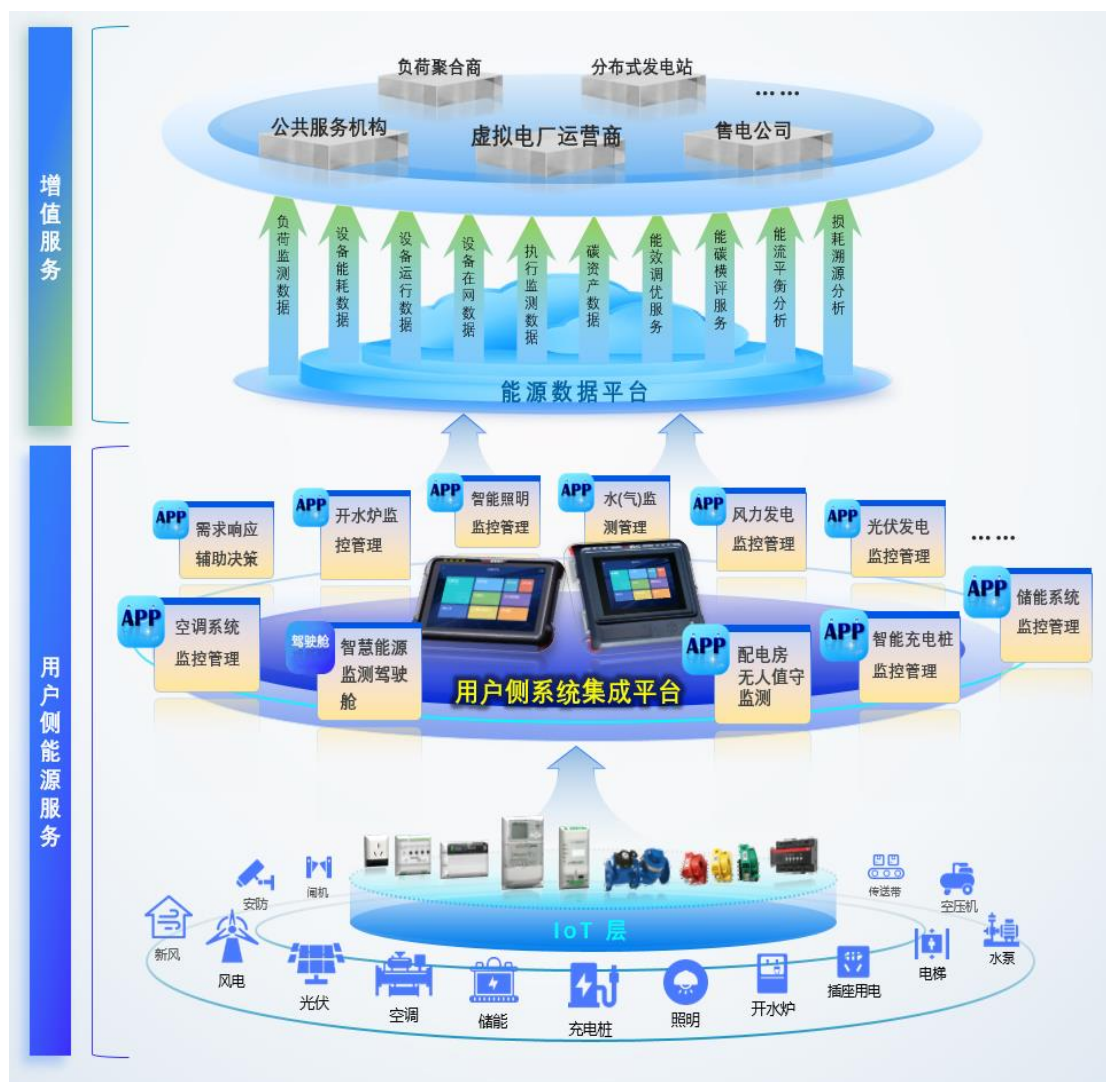 增值服务
负荷聚合商
分布式发电站
……
公共服务机构
虚拟电厂运营商
售电公司
负荷监测数据
设备能耗数据
设备运行数据
设备在网数据
执行监测数据
碳资产数据
能效调优服务
能碳横评服务
能流平衡分析
损耗溯源分析
能源数据平台
用户侧能源服务
APP
需求响应
辅助决策
APP
开水炉监
控管理
APP
智能照明
监控管理
APP
水(气)监
测管理
APP
风力发电
监控管理
APP
光伏发电
监控管理
……
APP
空调系统
监控管理
驾驶舱
智慧能源
监测驾驶
舱
APP
配电房
无人值守
监测
APP
智能充电桩
监控管理
APP
储能系统
监控管理
用户侧系统集成平台
IoT 层
新风
安防
闸机
传送带
空压机
风电
光伏
空调
储能
充电桩
照明
开水炉
插座用电
电梯
水泵